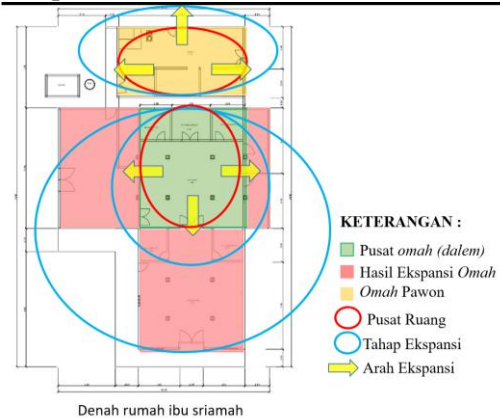 KETERANGAN :
Pusat omah (dalem)
Hasil Ekspansi Omah
Omah Pawon
Pusat Ruang
Tahap Ekspansi
Arah Ekspansi
Denah rumah ibu sriamah